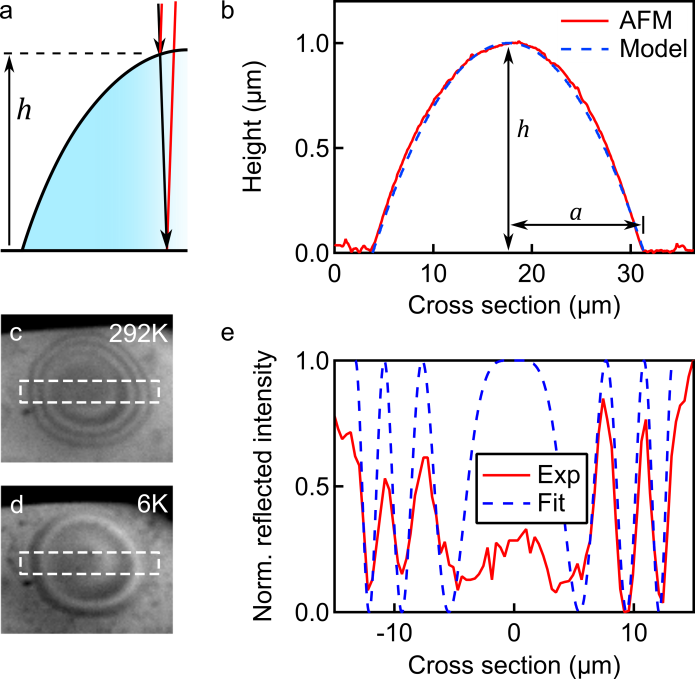 a
h
b
Height (µm)
1.0
0.5
0.0
AFM
Model
h
a
0
10
20
30
Cross section (µm)
c
292K
d
6K
e
Norm. reflected intensity
1.0
0.5
0.0
Exp
Fit
-10
0
10
Cross section (µm)